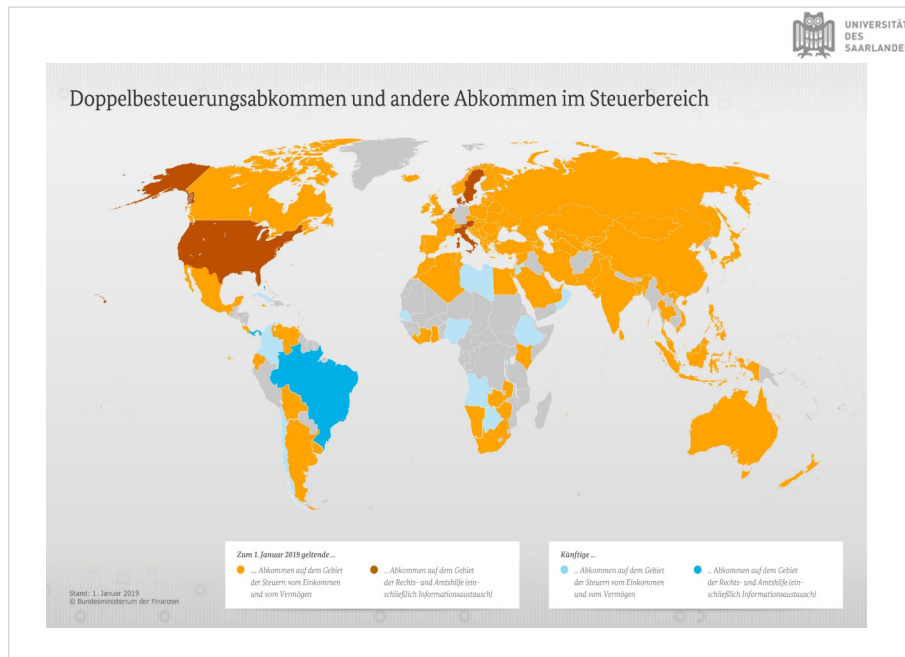 UNIVERSITÄT
DES
SAARLANDES
Doppelbesteuerungsabkommen und andere Abkommen im Steuerbereich
Zum 1. Januar 2019 geltende ...
... Abkommen auf dem Gebiet
der Steuern vom Einkommen
und vom Vermögen
... Abkommen auf dem Gebiet
der Rechts- und Amtshilfe (ein-
schließlich Informationsaustausch)
Künftige ...
... Abkommen auf dem Gebiet
der Steuern vom Einkommen
und vom Vermögen
... Abkommen auf dem Gebiet
der Rechts- und Amtshilfe (ein-
schließlich Informationsaustausch)
Stand: 1. Januar 2019
© Bundesministerium der Finanzen